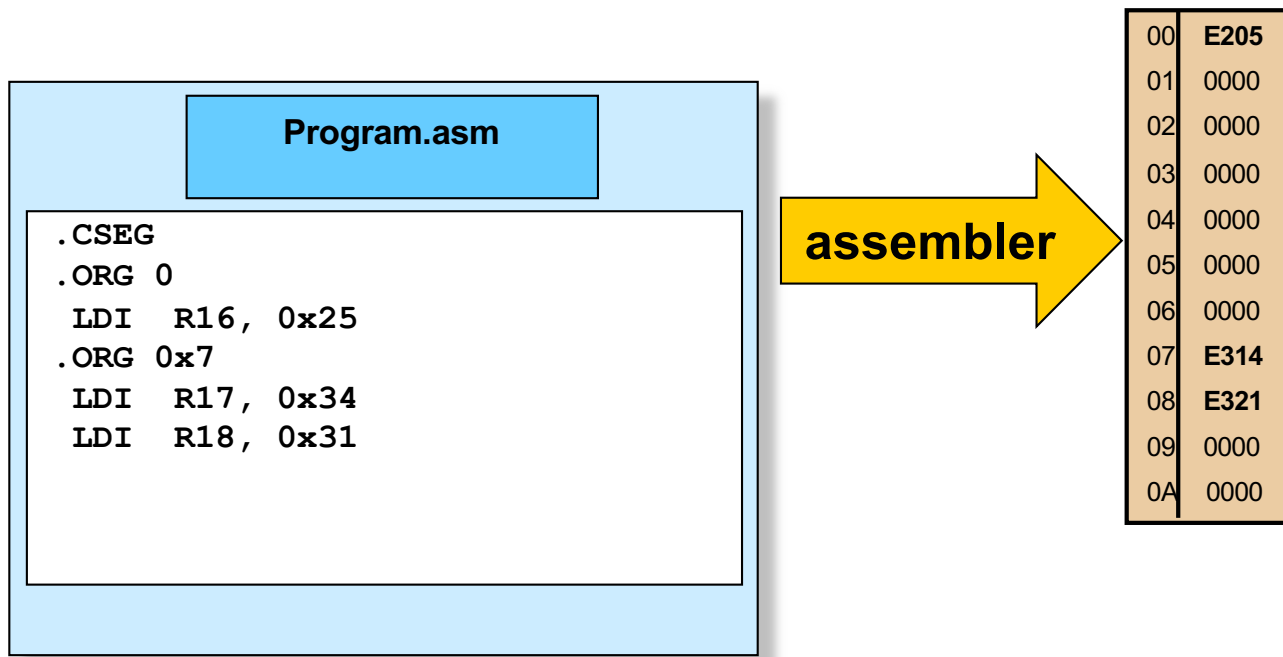 Program.asm
.CSEG
.ORG 0
LDI R16, 0x25
.ORG 0x7
LDI R17, 0x34
LDI R18, 0x31
assembler
00 E205
01 0000
02 0000
03 0000
04 0000
05 0000
06 0000
07 E314
08 E321
09 0000
0A 0000